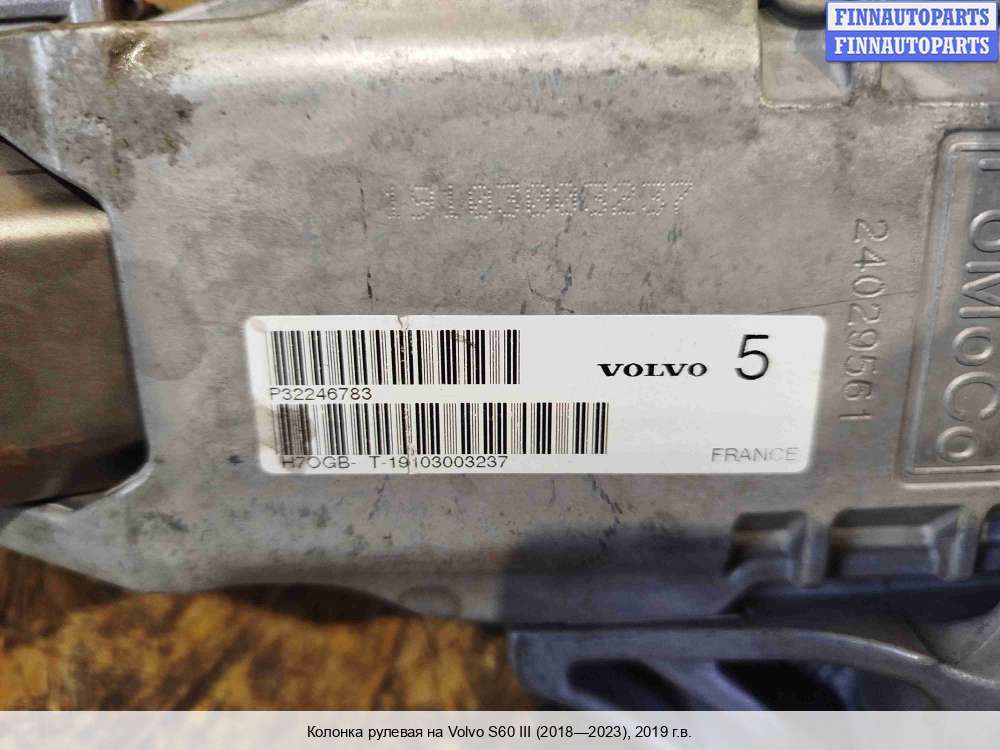 FINNAUTOPARTS
FINNAUTOPARTS
19103003237
24029561
FoMoCo
P32246783
VOLVO 5
H7OGB- T-19103003237
FRANCE
Колонка рулевая на Volvo S60 III (2018—2023), 2019 г.в.